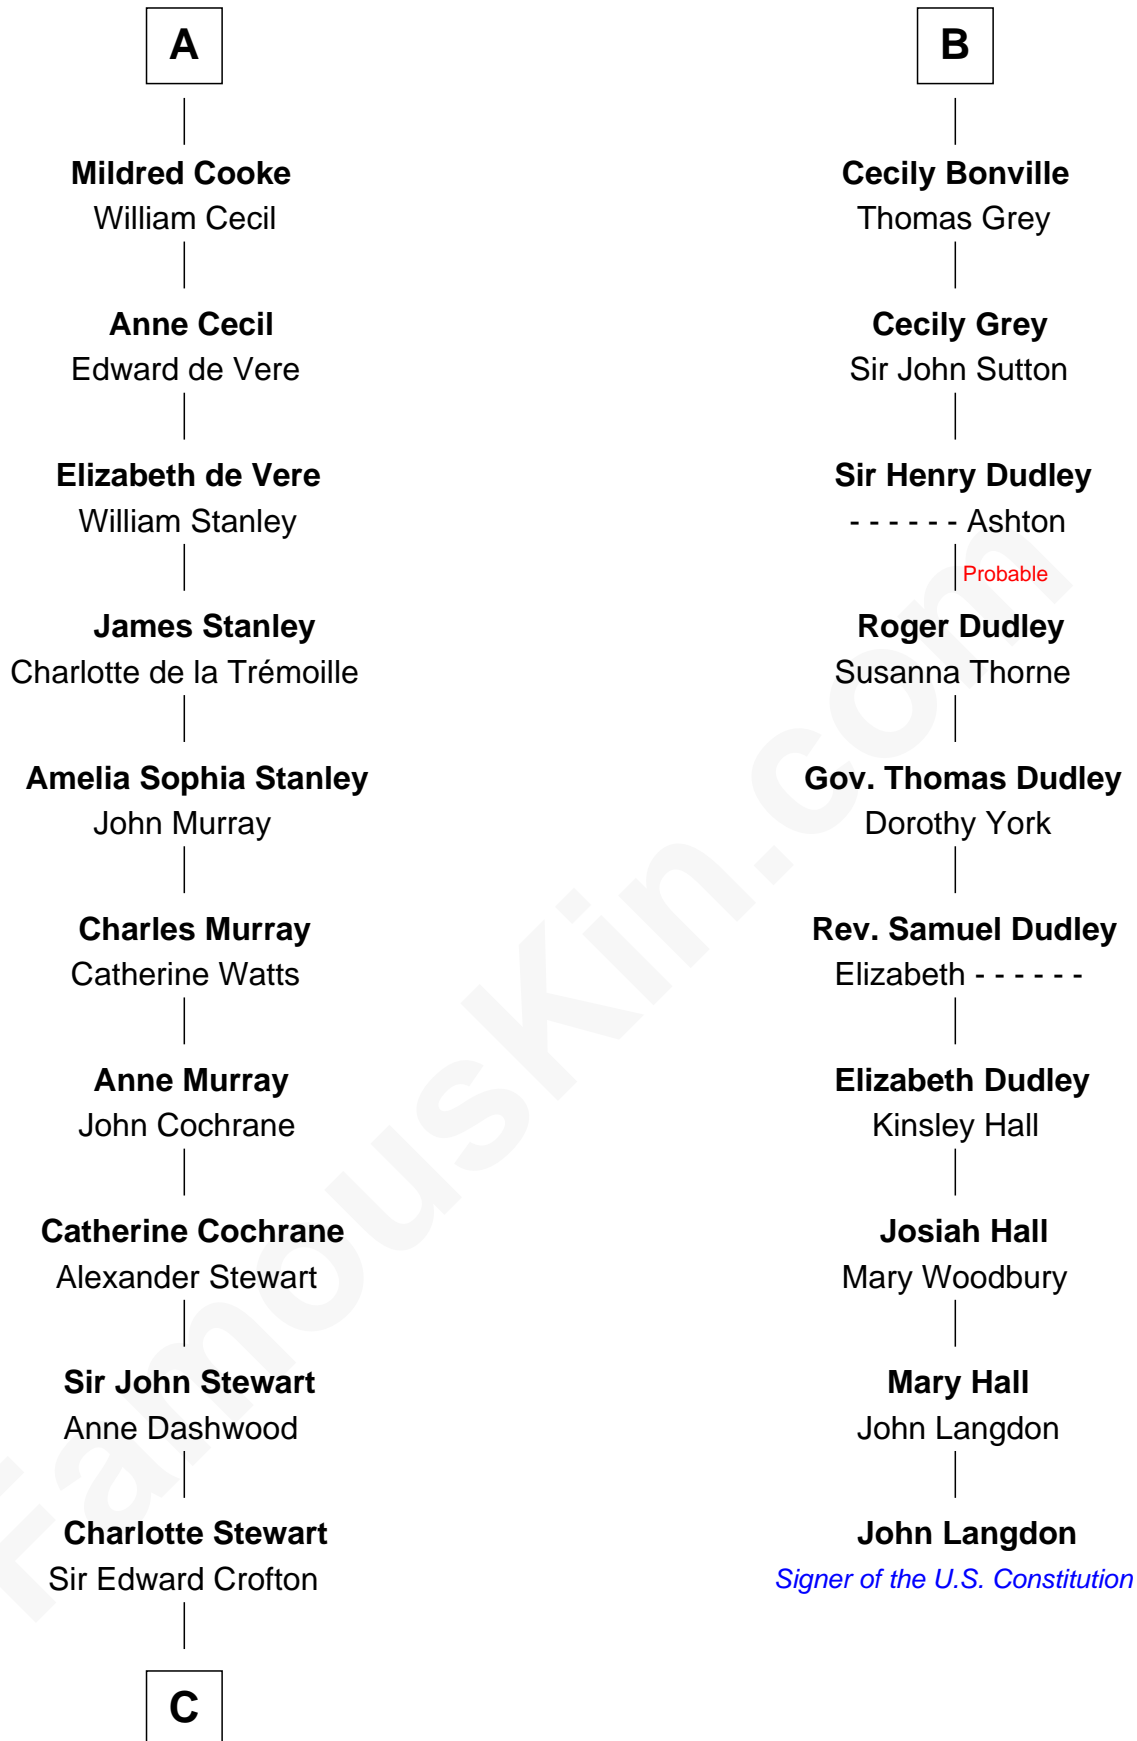 A
Mildred Cooke
William Cecil
Anne Cecil
Edward de Vere
Elizabeth de Vere
William Stanley
James Stanley
Charlotte de la Trémoille
Amelia Sophia Stanley
John Murray
Charles Murray
Catherine Watts
Anne Murray
John Cochrane
Catherine Cochrane
Alexander Stewart
Sir John Stewart
Anne Dashwood
Charlotte Stewart
Sir Edward Crofton
C
B
Cecily Bonville
Thomas Grey
Cecily Grey
Sir John Sutton
Sir Henry Dudley
- - - - - - Ashton
Probable
Roger Dudley
Susanna Thorne
Gov. Thomas Dudley
Dorothy York
Rev. Samuel Dudley
Elizabeth - - - - - -
Elizabeth Dudley
Kinsley Hall
Josiah Hall
Mary Woodbury
Mary Hall
John Langdon
John Langdon
Signer of the U.S. Constitution
FamousKin.com